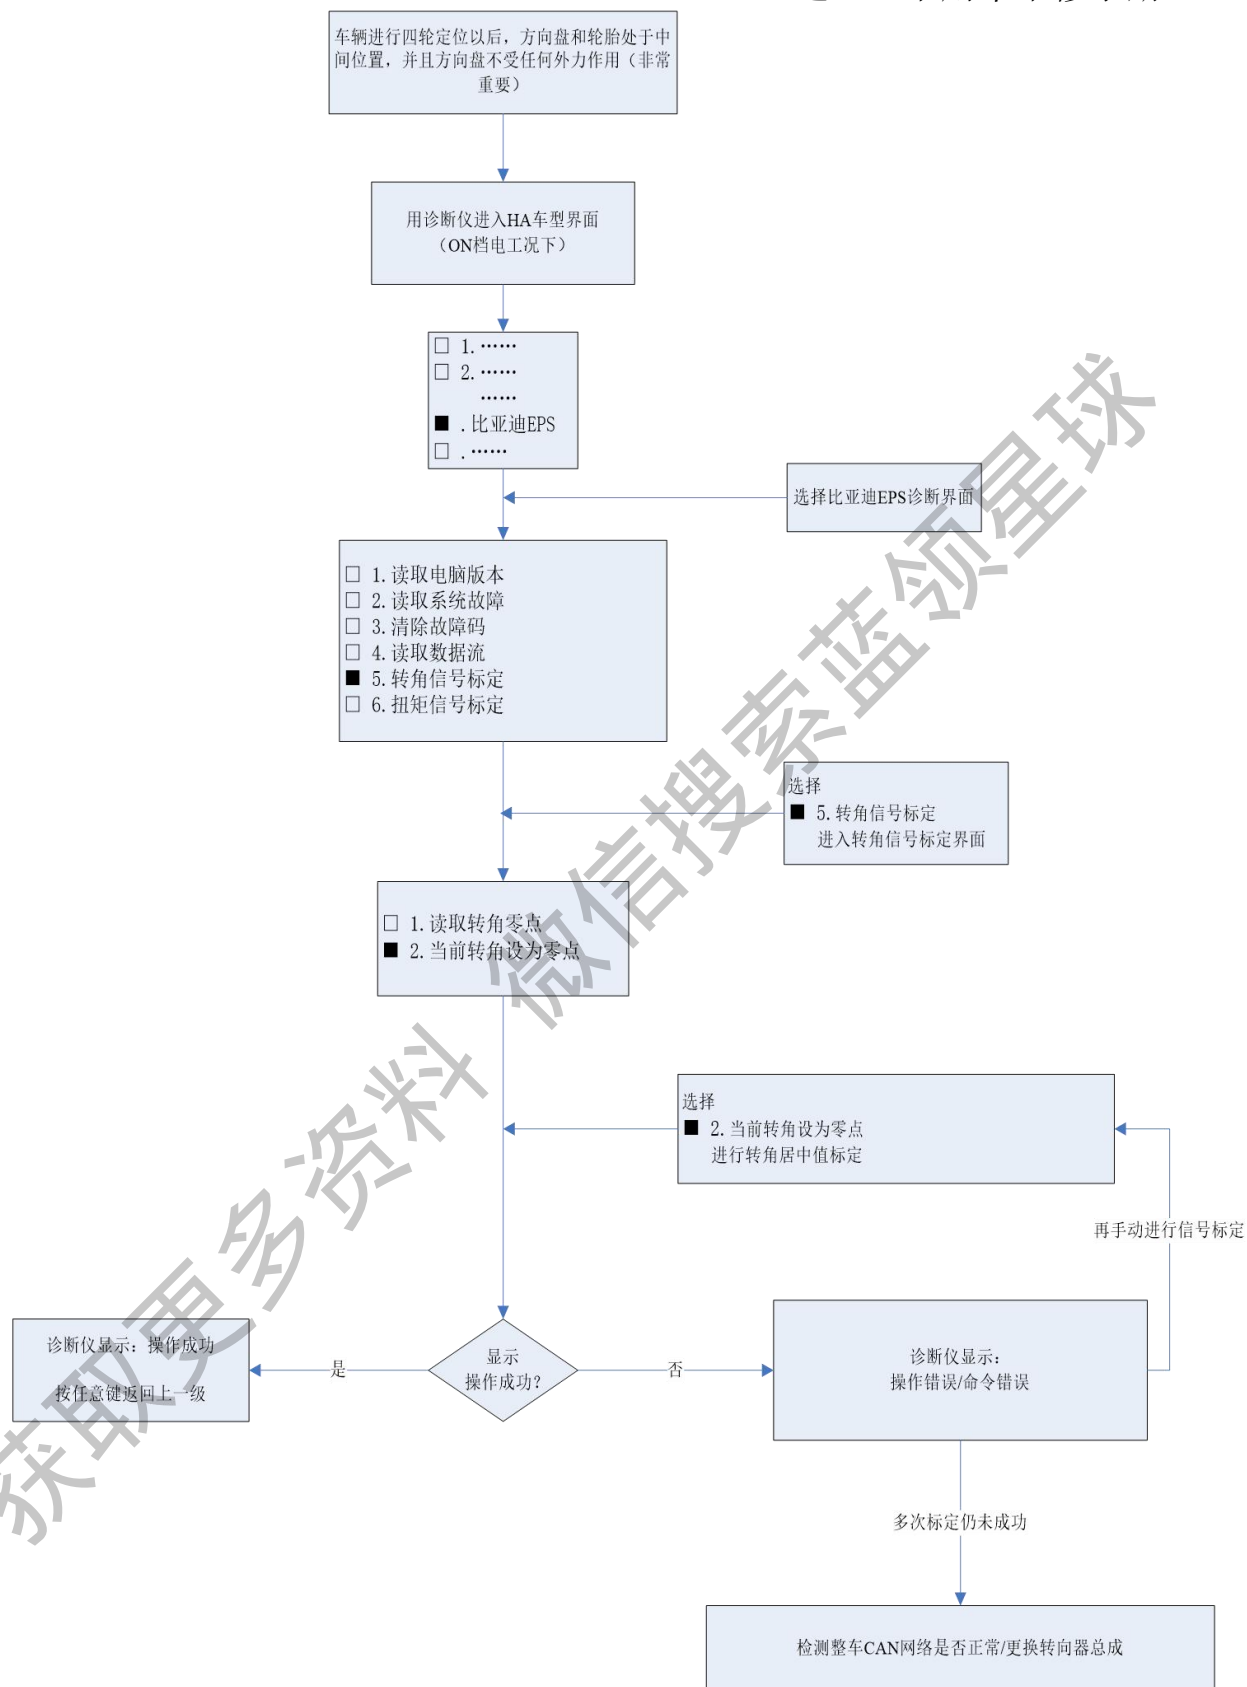 车辆进行四轮定位以后，方向盘和轮胎处于中
间位置，并且方向盘不受任何外力作用（非常
重要）
用诊断仪进入HA车型界面
（ON档电工况下）
□ 1.……
□ 2.……
……
■ .比亚迪EPS
□ .……
选择比亚迪EPS诊断界面
□ 1.读取电脑版本
□ 2.读取系统故障
□ 3.清除故障码
□ 4.读取数据流
■ 5.转角信号标定
□ 6.扭矩信号标定
选择
■ 5.转角信号标定
进入转角信号标定界面
□ 1.读取转角零点
■ 2.当前转角设为零点
选择
■ 2.当前转角设为零点
进行转角居中值标定
再手动进行信号标定
诊断仪显示：操作成功
按任意键返回上一级
是
显示
操作成功？
否
诊断仪显示：
操作错误/命令错误
多次标定仍未成功
检测整车CAN网络是否正常/更换转向器总成
获取更多资料 微信搜索蓝领星球